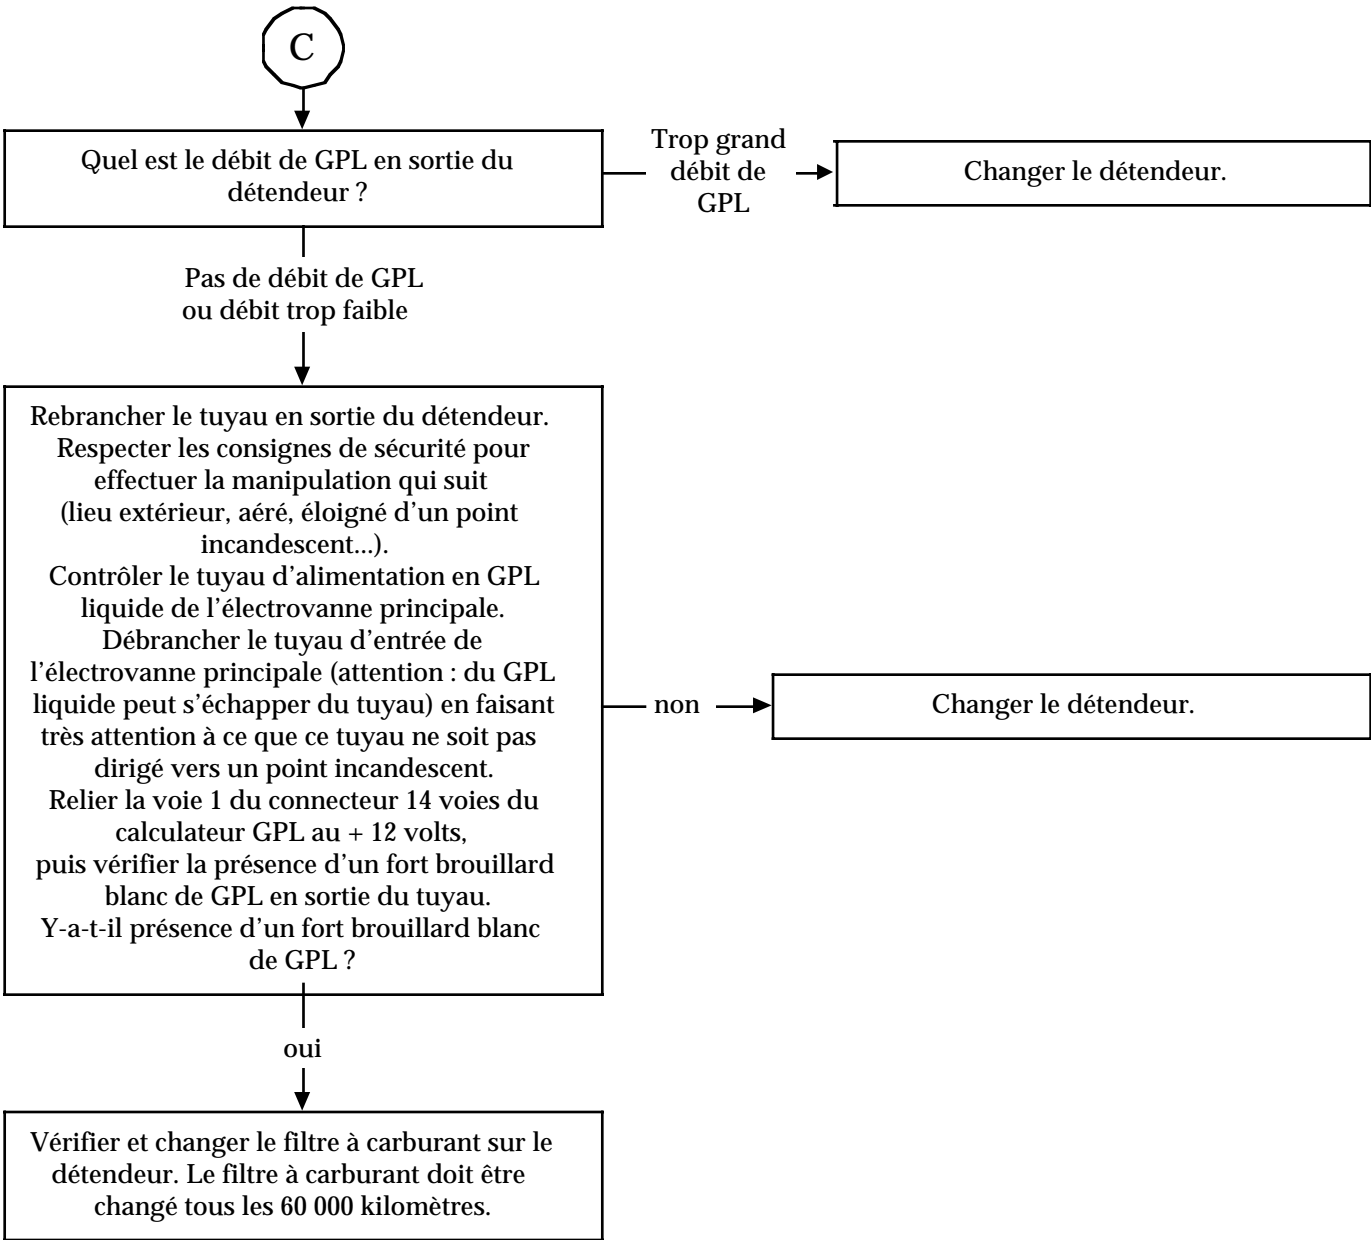 C
Quel est le débit de GPL en sortie du
détendeur ?
Trop grand
débit de
GPL
Changer le détendeur.
Pas de débit de GPL
ou débit trop faible
Rebrancher le tuyau en sortie du détendeur.
Respecter les consignes de sécurité pour
effectuer la manipulation qui suit
(lieu extérieur, aéré, éloigné d’un point
incandescent...).
Contrôler le tuyau d’alimentation en GPL
liquide de l’électrovanne principale.
Débrancher le tuyau d’entrée de
l’électrovanne principale (attention : du GPL
liquide peut s’échapper du tuyau) en faisant
très attention à ce que ce tuyau ne soit pas
dirigé vers un point incandescent.
Relier la voie 1 du connecteur 14 voies du
calculateur GPL au + 12 volts,
puis vérifier la présence d’un fort brouillard
blanc de GPL en sortie du tuyau.
Y-a-t-il présence d’un fort brouillard blanc
de GPL ?
non
Changer le détendeur.
oui
Vérifier et changer le filtre à carburant sur le
détendeur. Le filtre à carburant doit être
changé tous les 60 000 kilomètres.